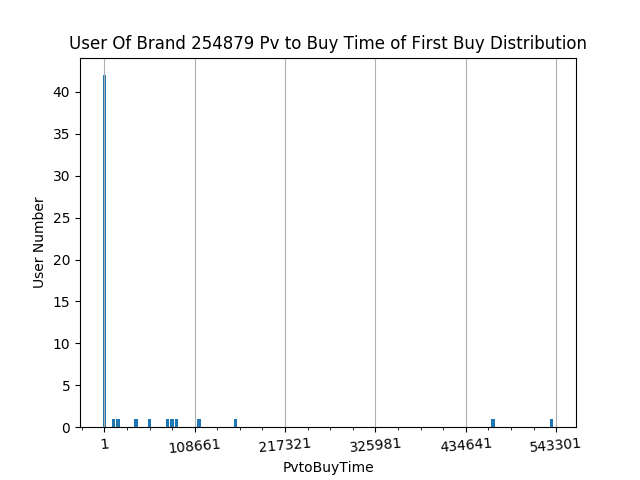 User Of Brand 254879 Pv to Buy Time of First Buy Distribution
User Number
40
35
30
25
20
15
10
5
0
1 108661 217321 325981 434641 543301
PvtoBuyTime